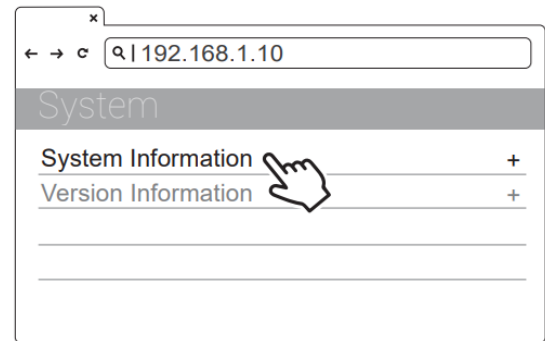 192.168.1.10
System
System Information +
Version Information +